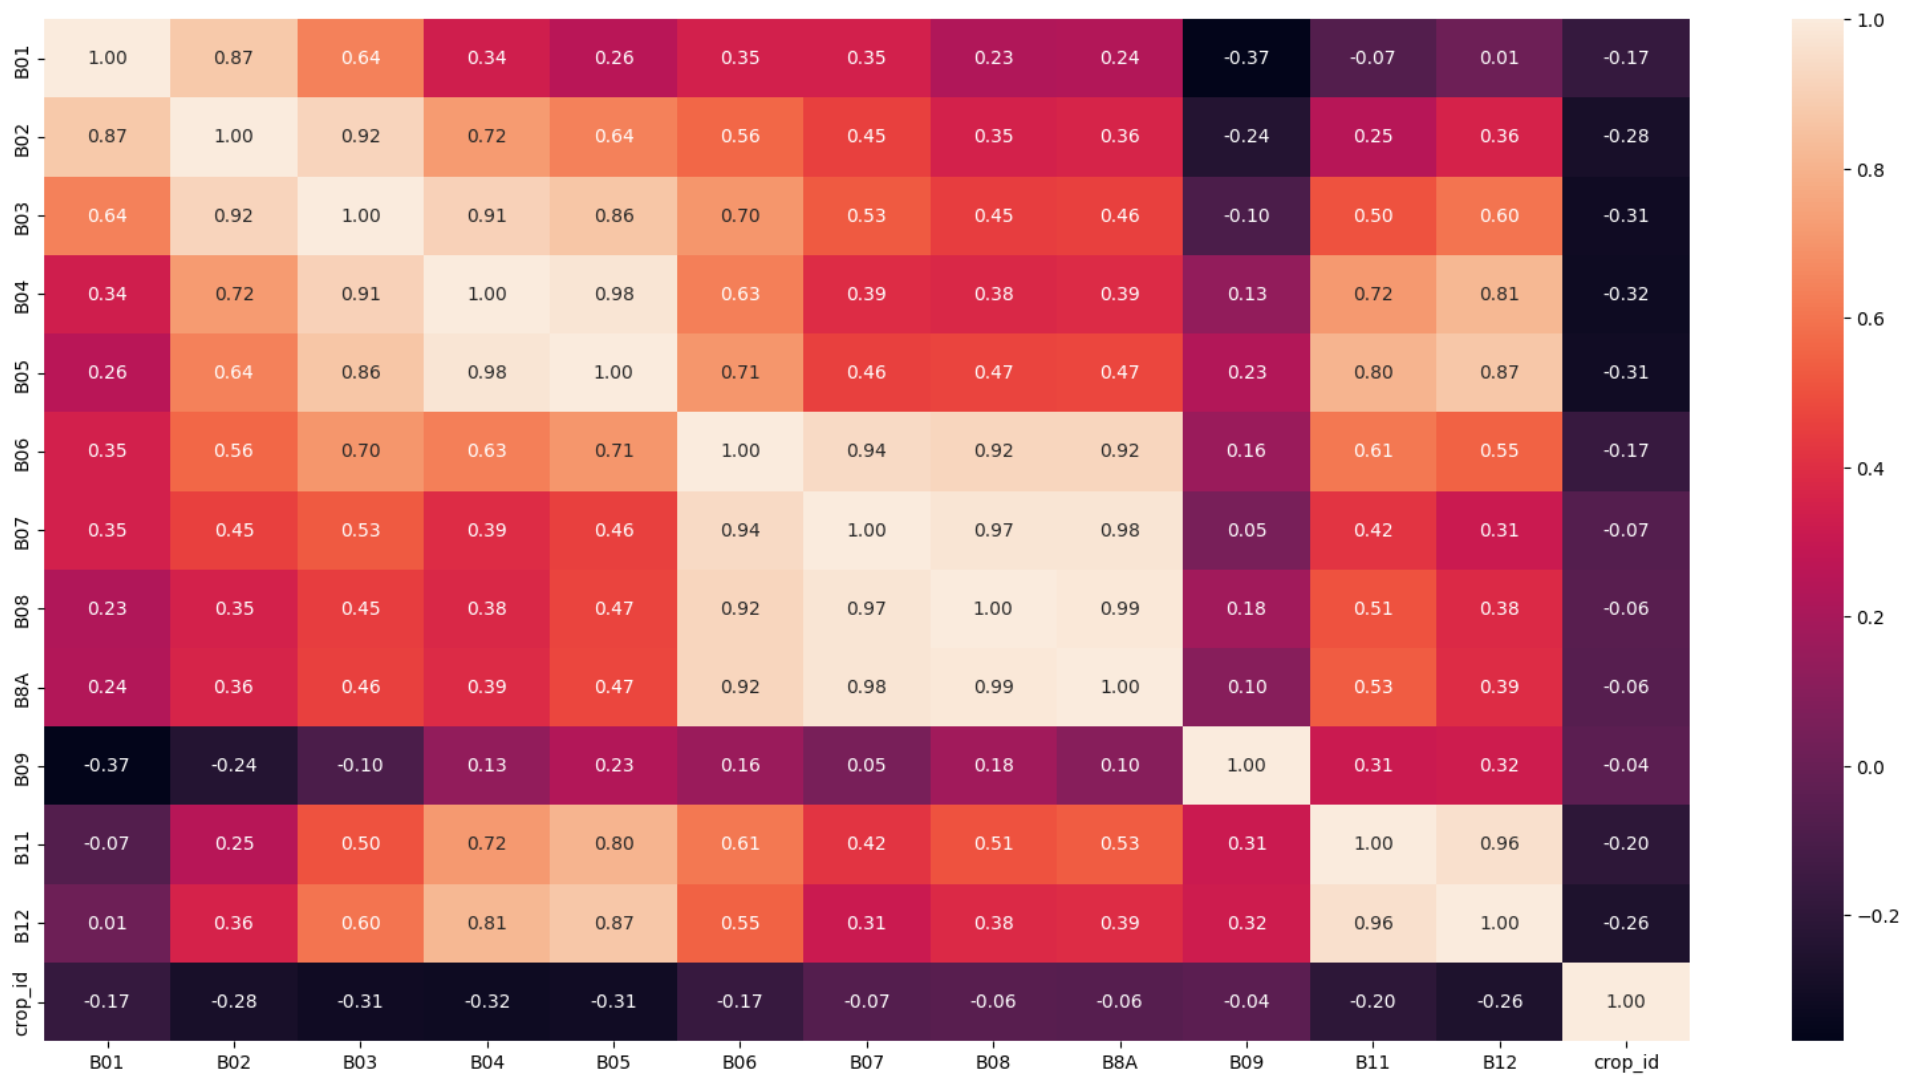 B01 1.00 0.87 0.64 0.34 0.26 0.35 0.35 0.23 0.24 -0.37 -0.07 0.01 -0.17
B02 0.87 1.00 0.92 0.72 0.64 0.56 0.45 0.35 0.36 -0.24 0.25 0.36 -0.28
B03 0.64 0.92 1.00 0.91 0.86 0.70 0.53 0.45 0.46 -0.10 0.50 0.60 -0.31
B04 0.34 0.72 0.91 1.00 0.98 0.63 0.39 0.38 0.39 0.13 0.72 0.81 -0.32
B05 0.26 0.64 0.86 0.98 1.00 0.71 0.46 0.47 0.47 0.23 0.80 0.87 -0.31
B06 0.35 0.56 0.70 0.63 0.71 1.00 0.94 0.92 0.92 0.16 0.61 0.55 -0.17
B07 0.35 0.45 0.53 0.39 0.46 0.94 1.00 0.97 0.98 0.05 0.42 0.31 -0.07
B08 0.23 0.35 0.45 0.38 0.47 0.92 0.97 1.00 0.99 0.18 0.51 0.38 -0.06
B8A 0.24 0.36 0.46 0.39 0.47 0.92 0.98 0.99 1.00 0.10 0.53 0.39 -0.06
B09 -0.37 -0.24 -0.10 0.13 0.23 0.16 0.05 0.18 0.10 1.00 0.31 0.32 -0.04
B11 -0.07 0.25 0.50 0.72 0.80 0.61 0.42 0.51 0.53 0.31 1.00 0.96 -0.20
B12 0.01 0.36 0.60 0.81 0.87 0.55 0.31 0.38 0.39 0.32 0.96 1.00 -0.26
crop_id -0.17 -0.28 -0.31 -0.32 -0.31 -0.17 -0.07 -0.06 -0.06 -0.04 -0.20 -0.26 1.00
B01 B02 B03 B04 B05 B06 B07 B08 B8A B09 B11 B12 crop_id
1.0
0.8
0.6
0.4
0.2
0.0
−0.2